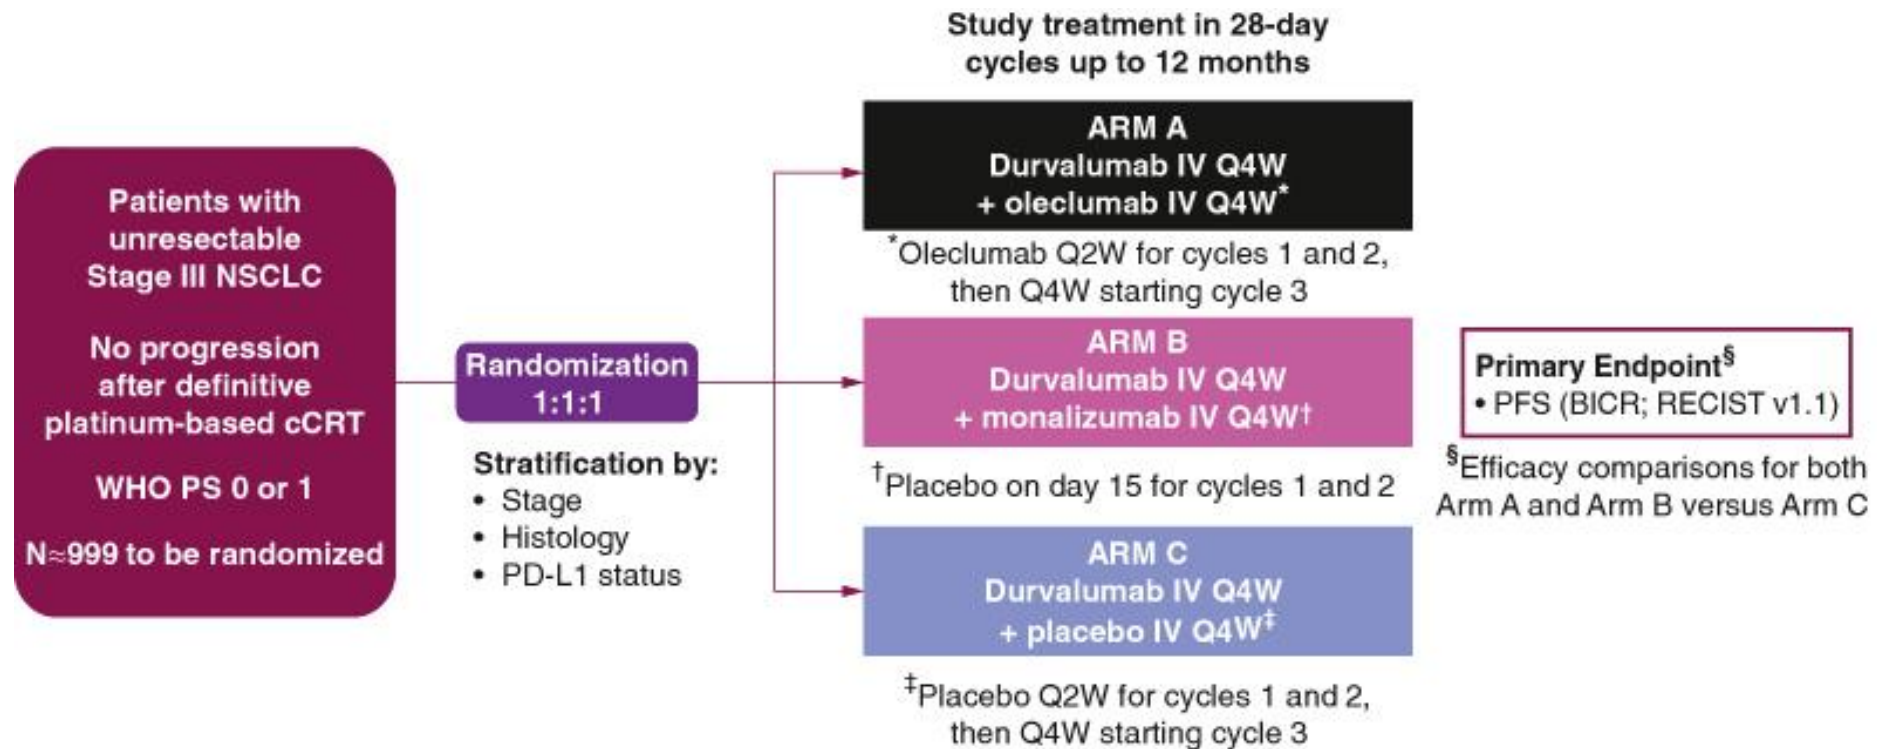 Study treatment in 28-day
cycles up to 12 months
Patients with
unresectable
Stage III NSCLC
No progression
after definitive
platinum-based cCRT
WHO PS 0 or 1
N≈999 to be randomized
Randomization
1:1:1
Stratification by:
• Stage
• Histology
• PD-L1 status
ARM A
Durvalumab IV Q4W
+ oleclumab IV Q4W*
*Oleclumab Q2W for cycles 1 and 2,
then Q4W starting cycle 3
ARM B
Durvalumab IV Q4W
+ monalizumab IV Q4W†
†Placebo on day 15 for cycles 1 and 2
ARM C
Durvalumab IV Q4W
+ placebo IV Q4W‡
‡Placebo Q2W for cycles 1 and 2,
then Q4W starting cycle 3
Primary Endpoint§
• PFS (BICR; RECIST v1.1)
§Efficacy comparisons for both
Arm A and Arm B versus Arm C